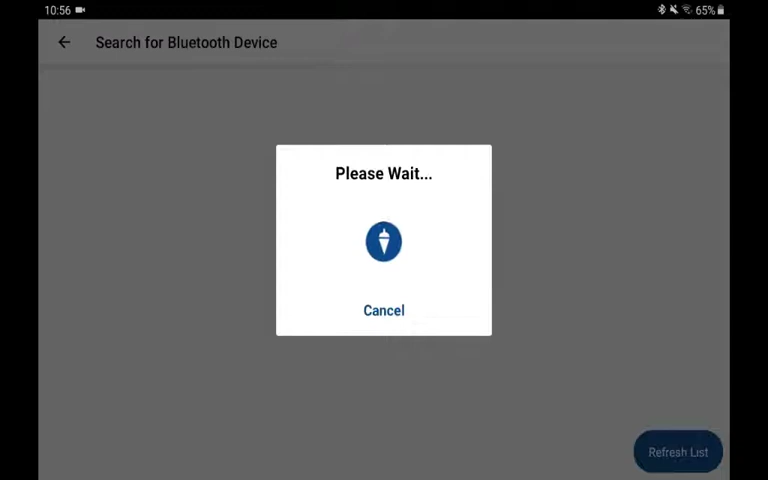 10:56
65%
Search for Bluetooth Device
Please Wait...
Cancel
Refresh List